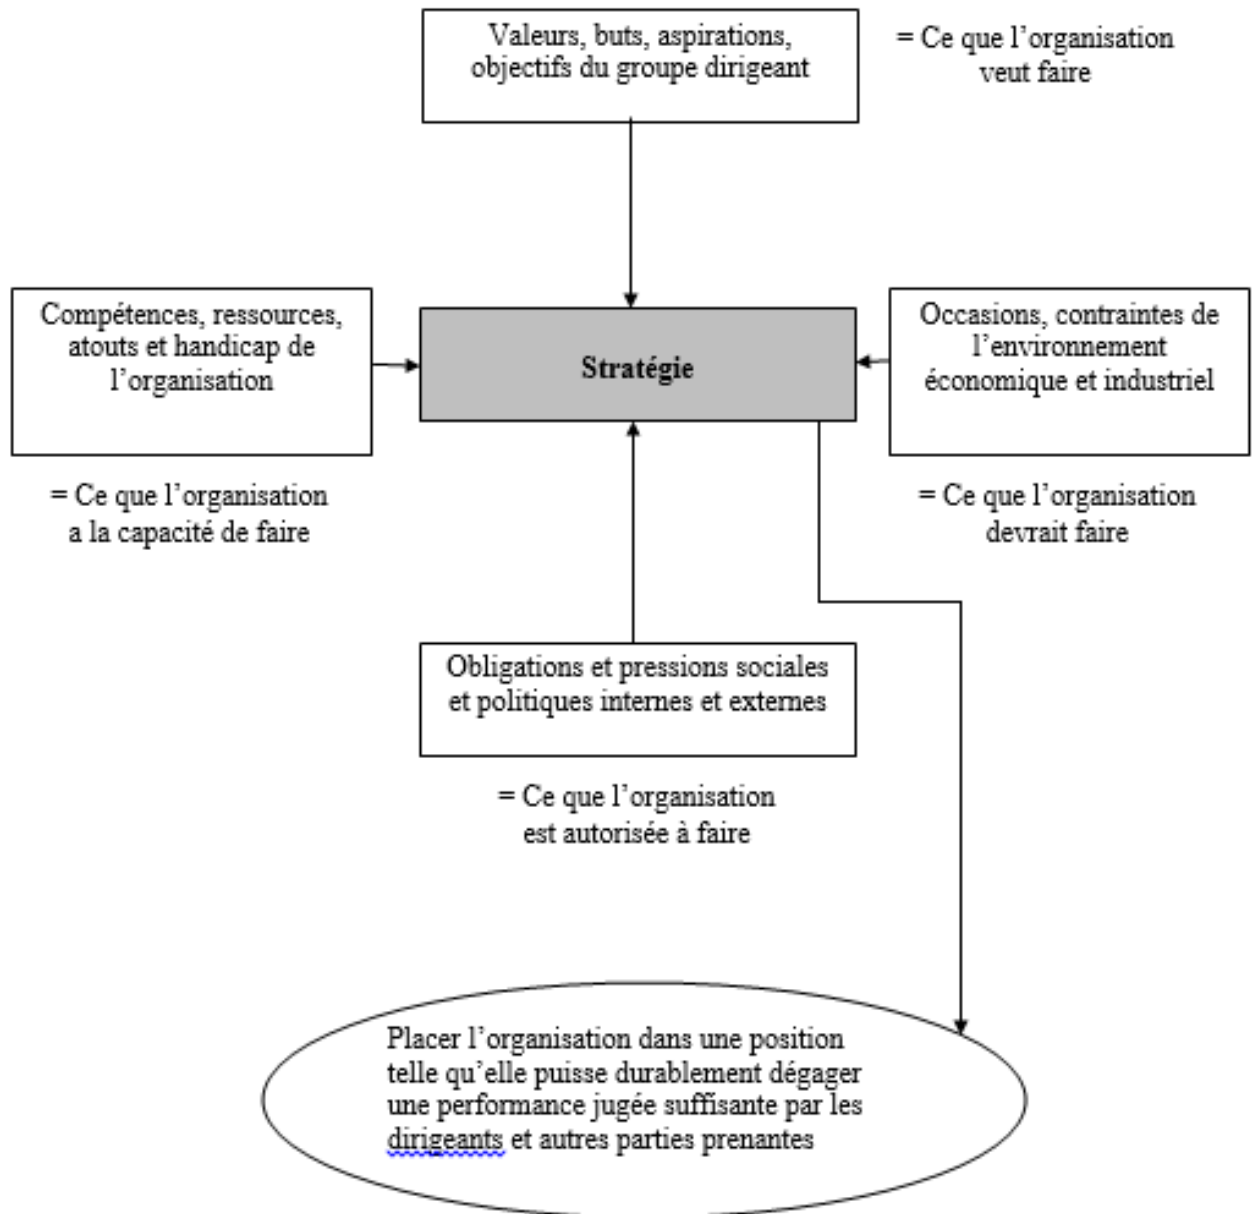 Valeurs, buts, aspirations,
objectifs du groupe dirigeant
= Ce que l’organisation
veut faire
Compétences, ressources,
atouts et handicap de
l’organisation
Stratégie
Occasions, contraintes de
l’environnement
économique et industriel
= Ce que l’organisation
a la capacité de faire
= Ce que l’organisation
devrait faire
Obligations et pressions sociales
et politiques internes et externes
= Ce que l’organisation
est autorisée à faire
Placer l’organisation dans une position
telle qu’elle puisse durablement dégager
une performance jugée suffisante par les
dirigeants et autres parties prenantes